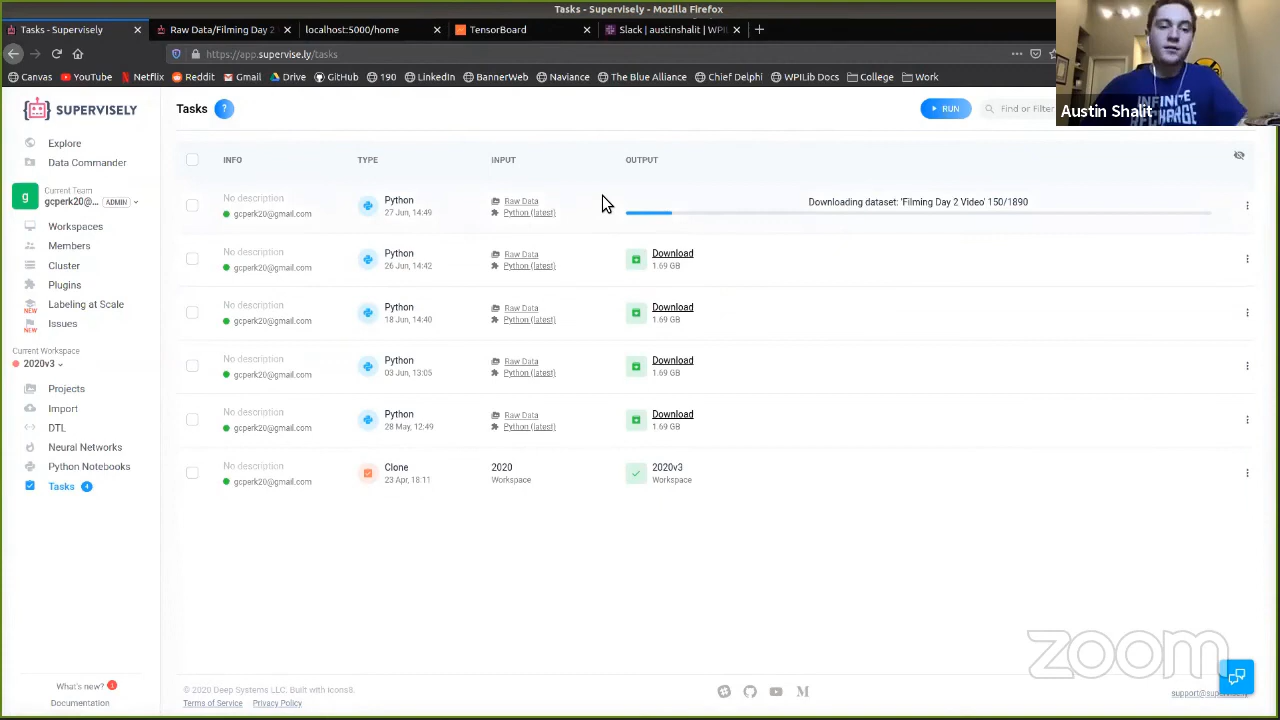 Tasks - Supervisely - Mozilla Firefox
Tasks - Supervisely
Raw Data/Filming Day 2
localhost:5000/home
TensorBoard
Slack | austinshalit | WPIL
https://app.supervise.ly/tasks
Canvas YouTube Netflix Reddit Gmail Drive GitHub 190 LinkedIn BannerWeb Naviance The Blue Alliance Chief Delphi WPILib Docs College Work
INFINITE
RECHARGE
Austin Shalit
SUPERVISELY
Explore
Data Commander
g
Current Team
gcperk20@... ADMIN
Workspaces
Members
Cluster
Plugins
Labeling at Scale
NEW
Issues
NEW
Current Workspace
2020v3
Projects
Import
DTL
Neural Networks
Python Notebooks
Tasks 4
What's new? 1
Documentation
Tasks ?
RUN
Find or Filter
INFO TYPE INPUT OUTPUT
No description
gcperk20@gmail.com
Python
27 Jun, 14:49
Raw Data
Python (latest)
Downloading dataset: 'Filming Day 2 Video' 150/1890
No description
gcperk20@gmail.com
Python
26 Jun, 14:42
Raw Data
Python (latest)
Download
1.69 GB
No description
gcperk20@gmail.com
Python
18 Jun, 14:40
Raw Data
Python (latest)
Download
1.69 GB
No description
gcperk20@gmail.com
Python
03 Jun, 13:05
Raw Data
Python (latest)
Download
1.69 GB
No description
gcperk20@gmail.com
Python
28 May, 12:49
Raw Data
Python (latest)
Download
1.69 GB
No description
gcperk20@gmail.com
Clone
23 Apr, 18:11
2020
Workspace
2020v3
Workspace
© 2020 Deep Systems LLC. Built with icons8.
Terms of Service Privacy Policy
zoom